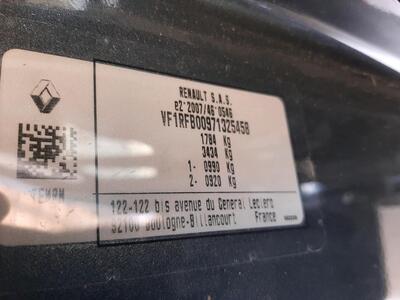 RENAULT S.A.S.
e2*2007/46*0546
VF1RFB00971325458
1784 Kg
3434 Kg
1- 0990 Kg
2- 0920 Kg
122-122 bis avenue du General Leclerc
92100 Boulogne-Billancourt France